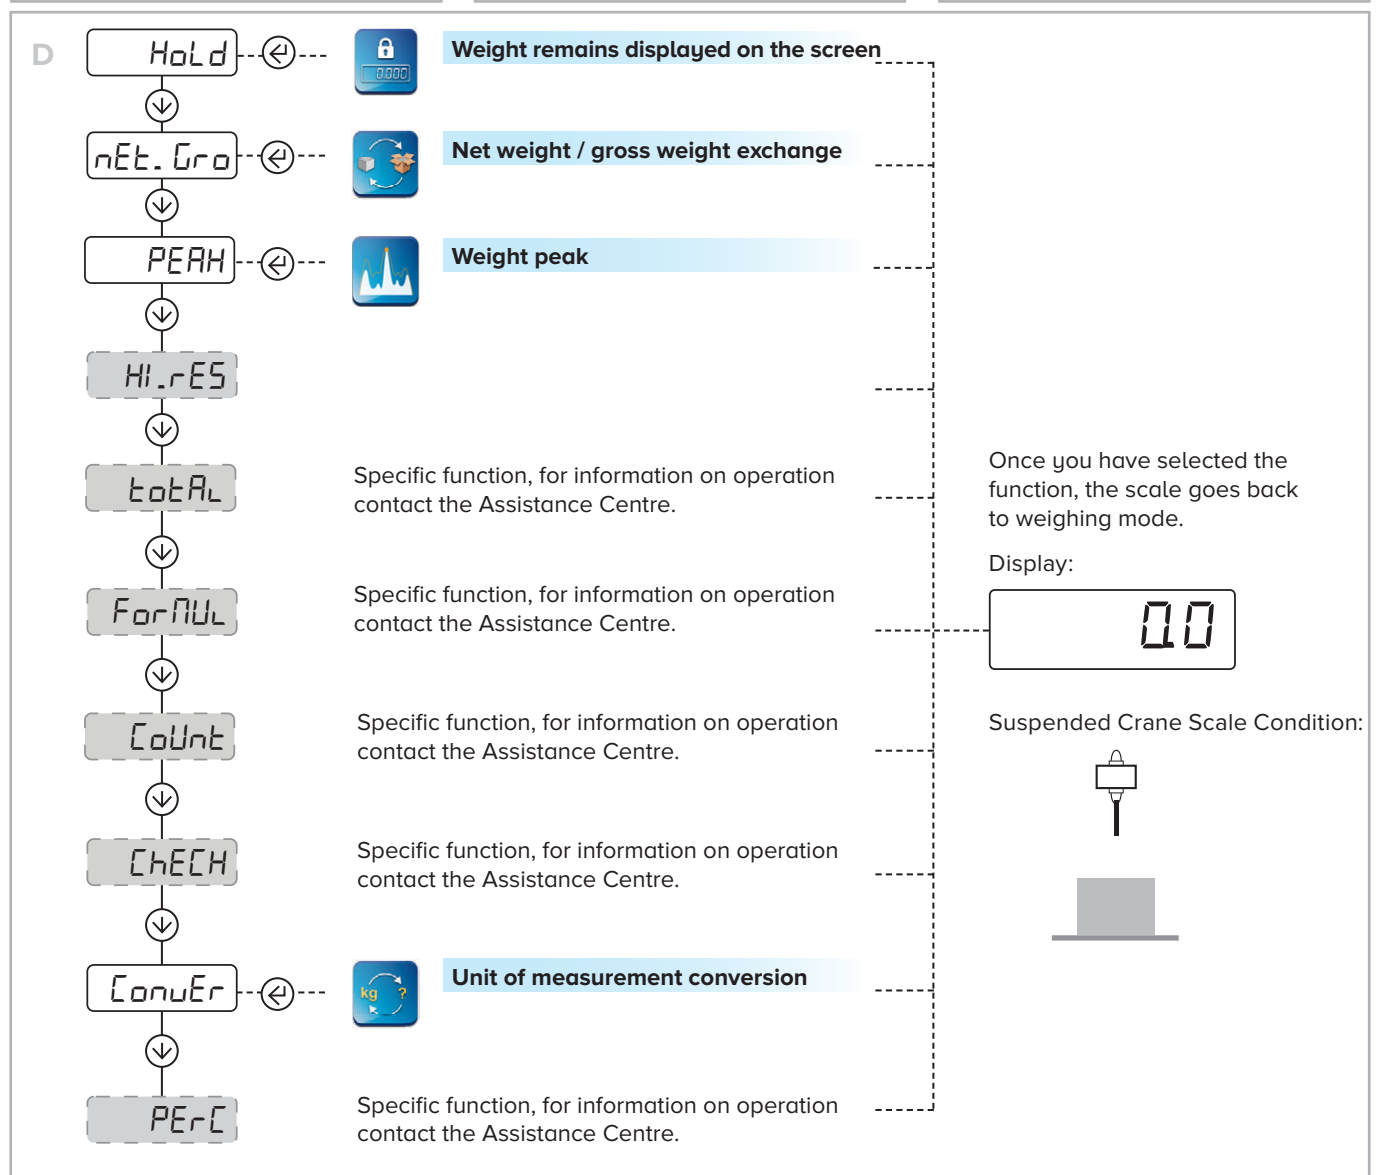 D
HoLd
Weight remains displayed on the screen
0.000
nEt.Gro
Net weight / gross weight exchange
PEAH
Weight peak
HI.rES
totAL
Specific function, for information on operation
contact the Assistance Centre.
Once you have selected the
function, the scale goes back
to weighing mode.
Display:
ForMUL
Specific function, for information on operation
contact the Assistance Centre.
0.0
CoUnt
Specific function, for information on operation
contact the Assistance Centre.
Suspended Crane Scale Condition:
ChECH
Specific function, for information on operation
contact the Assistance Centre.
ConvEr
kg ?
Unit of measurement conversion
PErC
Specific function, for information on operation
contact the Assistance Centre.